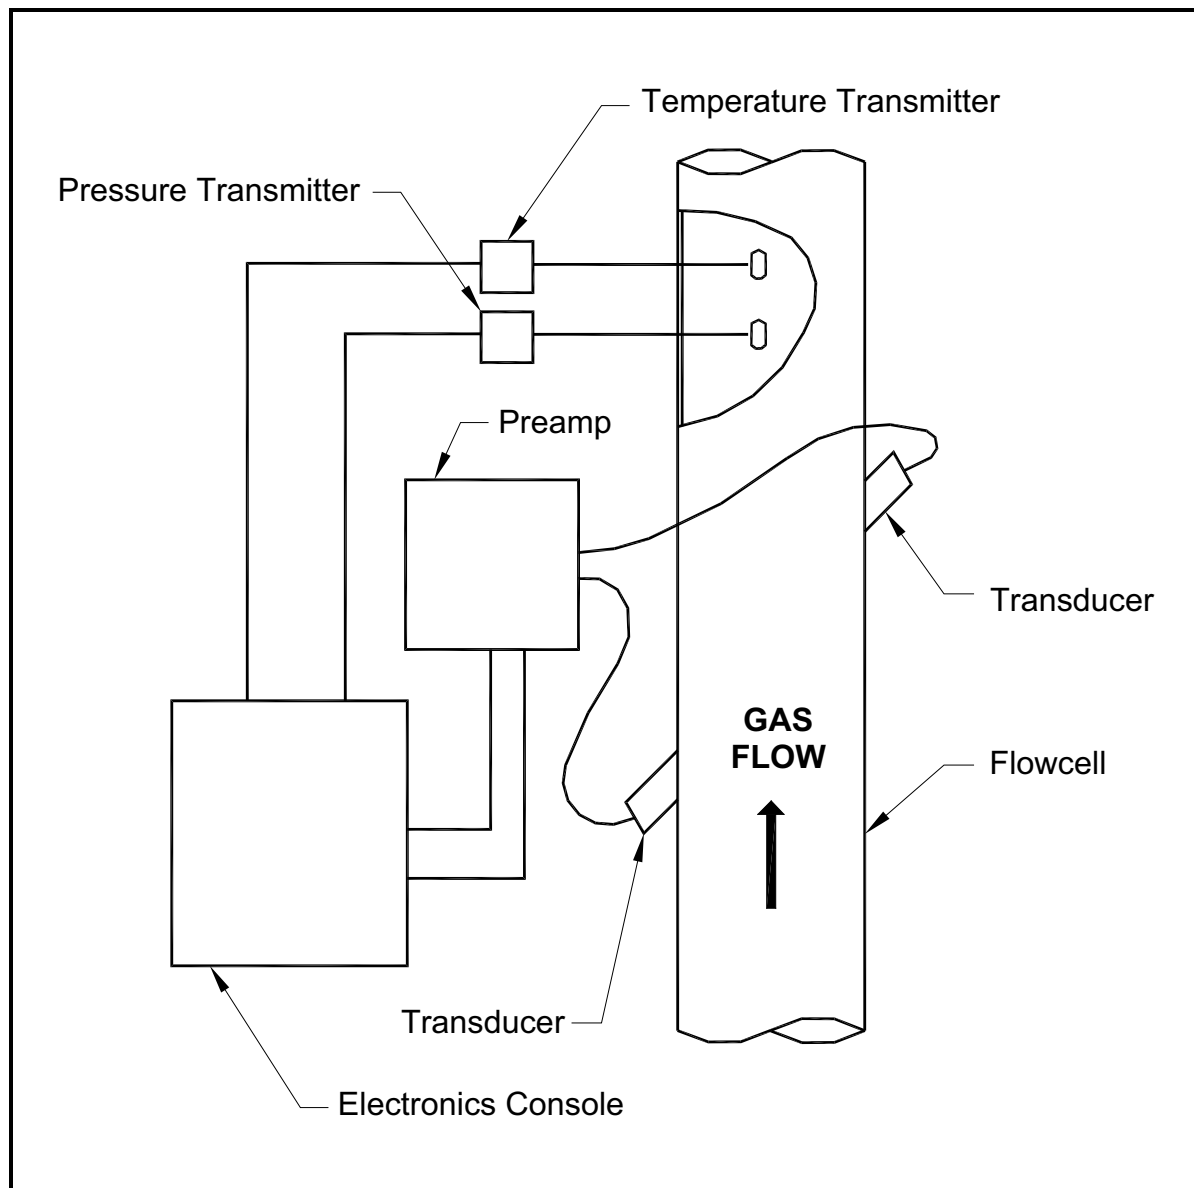 Temperature Transmitter
Pressure Transmitter
Preamp
Transducer
GAS
FLOW
Flowcell
Transducer
Electronics Console